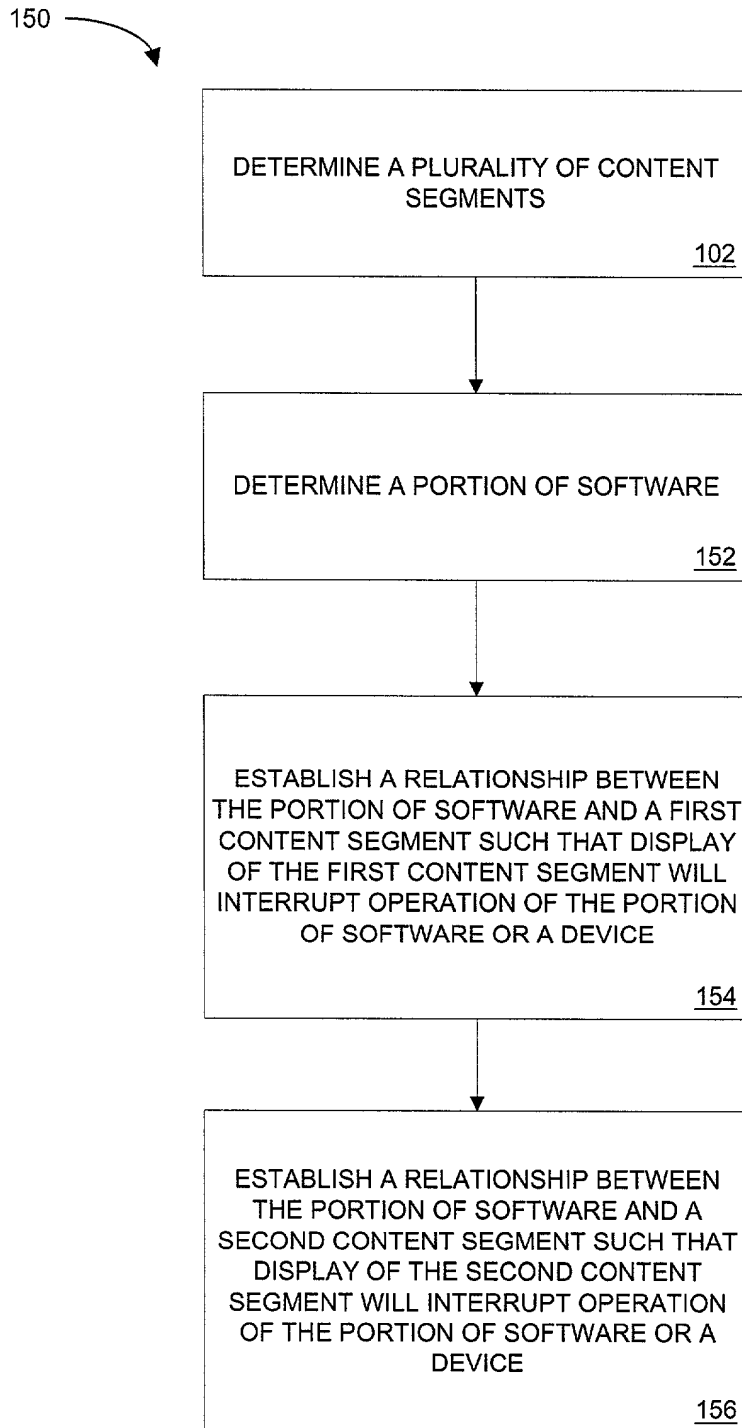 150
DETERMINE A PLURALITY OF CONTENT
SEGMENTS
102
DETERMINE A PORTION OF SOFTWARE
152
ESTABLISH A RELATIONSHIP BETWEEN
THE PORTION OF SOFTWARE AND A FIRST
CONTENT SEGMENT SUCH THAT DISPLAY
OF THE FIRST CONTENT SEGMENT WILL
INTERRUPT OPERATION OF THE PORTION
OF SOFTWARE OR A DEVICE
154
ESTABLISH A RELATIONSHIP BETWEEN
THE PORTION OF SOFTWARE AND A
SECOND CONTENT SEGMENT SUCH THAT
DISPLAY OF THE SECOND CONTENT
SEGMENT WILL INTERRUPT OPERATION
OF THE PORTION OF SOFTWARE OR A
DEVICE
156